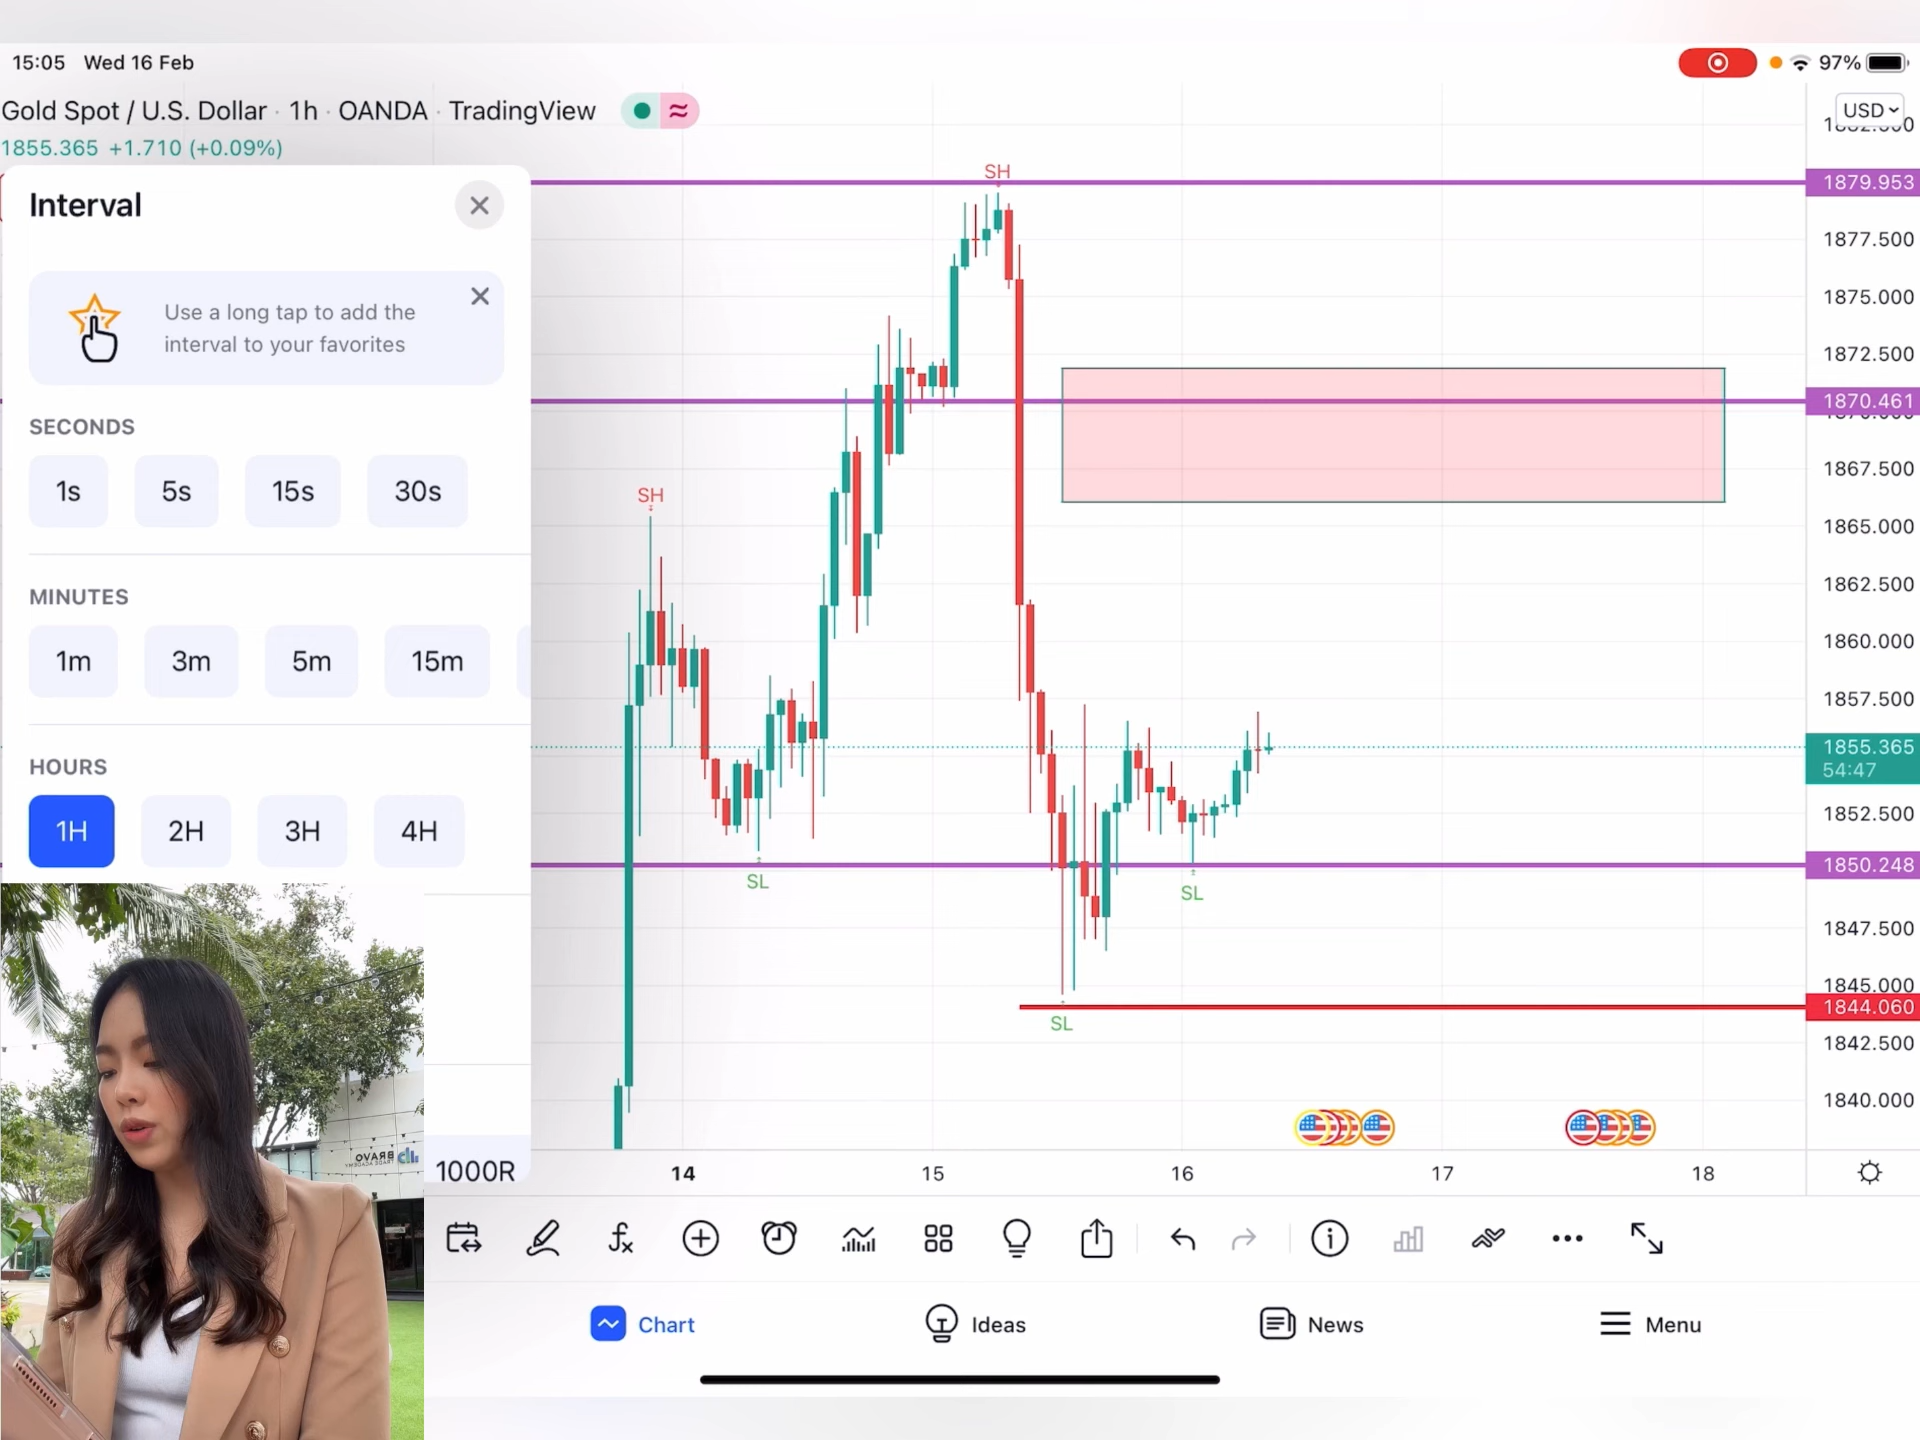 15:05 Wed 16 Feb
97%
Gold Spot / U.S. Dollar · 1h · OANDA · TradingView
USD
1855.365 +1.710 (+0.09%)
Interval
Use a long tap to add the
interval to your favorites
SECONDS
1s 5s 15s 30s
MINUTES
1m 3m 5m 15m
HOURS
1H 2H 3H 4H
1000R
SH
SH
SL
SL
SL
1879.953
1877.500
1875.000
1872.500
1870.461
1867.500
1865.000
1862.500
1860.000
1857.500
1855.365
54:47
1852.500
1850.248
1847.500
1845.000
1844.060
1842.500
1840.000
14 15 16 17 18
BRAVO
TRADE ACADEMY
Chart Ideas News Menu